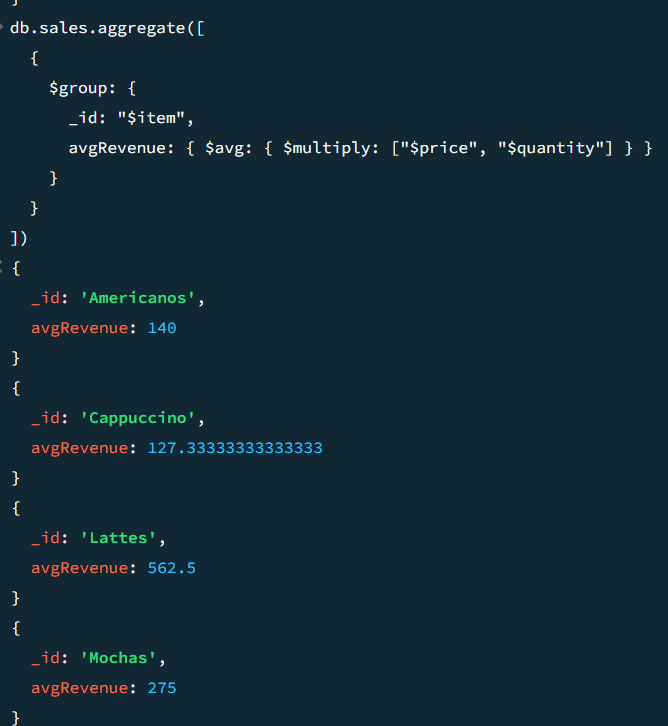 }
db.sales.aggregate([
  {
    $group: {
      _id: "$item",
      avgRevenue: { $avg: { $multiply: ["$price", "$quantity"] } }
    }
  }
])
{
  _id: 'Americanos',
  avgRevenue: 140
}
{
  _id: 'Cappuccino',
  avgRevenue: 127.33333333333333
}
{
  _id: 'Lattes',
  avgRevenue: 562.5
}
{
  _id: 'Mochas',
  avgRevenue: 275
}